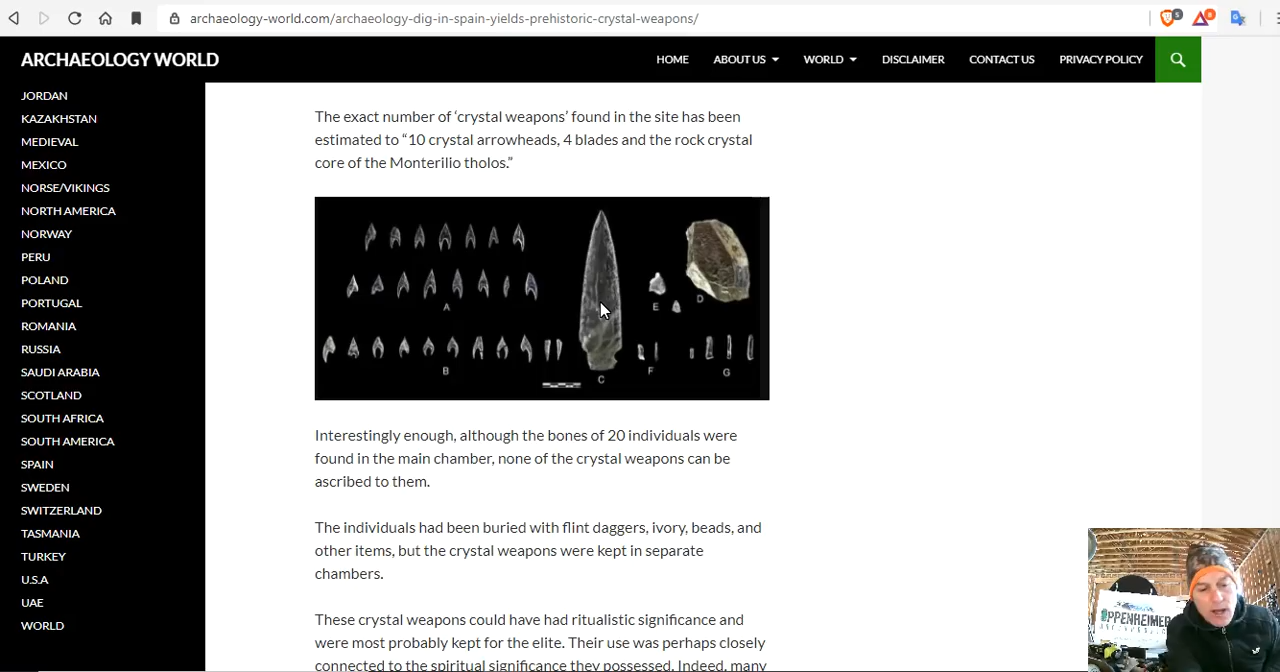 archaeology-world.com/archaeology-dig-in-spain-yields-prehistoric-crystal-weapons/
5
8
ARCHAEOLOGY WORLD
HOME ABOUT US WORLD DISCLAIMER CONTACT US PRIVACY POLICY
JORDAN
KAZAKHSTAN
MEDIEVAL
MEXICO
NORSE/VIKINGS
NORTH AMERICA
NORWAY
PERU
POLAND
PORTUGAL
ROMANIA
RUSSIA
SAUDI ARABIA
SCOTLAND
SOUTH AFRICA
SOUTH AMERICA
SPAIN
SWEDEN
SWITZERLAND
TASMANIA
TURKEY
U.S.A
UAE
WORLD
The exact number of ‘crystal weapons’ found in the site has been
estimated to “10 crystal arrowheads, 4 blades and the rock crystal
core of the Monterilio tholos.”
A
B
C
E
D
F
G
Interestingly enough, although the bones of 20 individuals were
found in the main chamber, none of the crystal weapons can be
ascribed to them.
The individuals had been buried with flint daggers, ivory, beads, and
other items, but the crystal weapons were kept in separate
chambers.
These crystal weapons could have had ritualistic significance and
were most probably kept for the elite. Their use was perhaps closely
connected to the spiritual significance they possessed. Indeed, many
PPENHEIMER